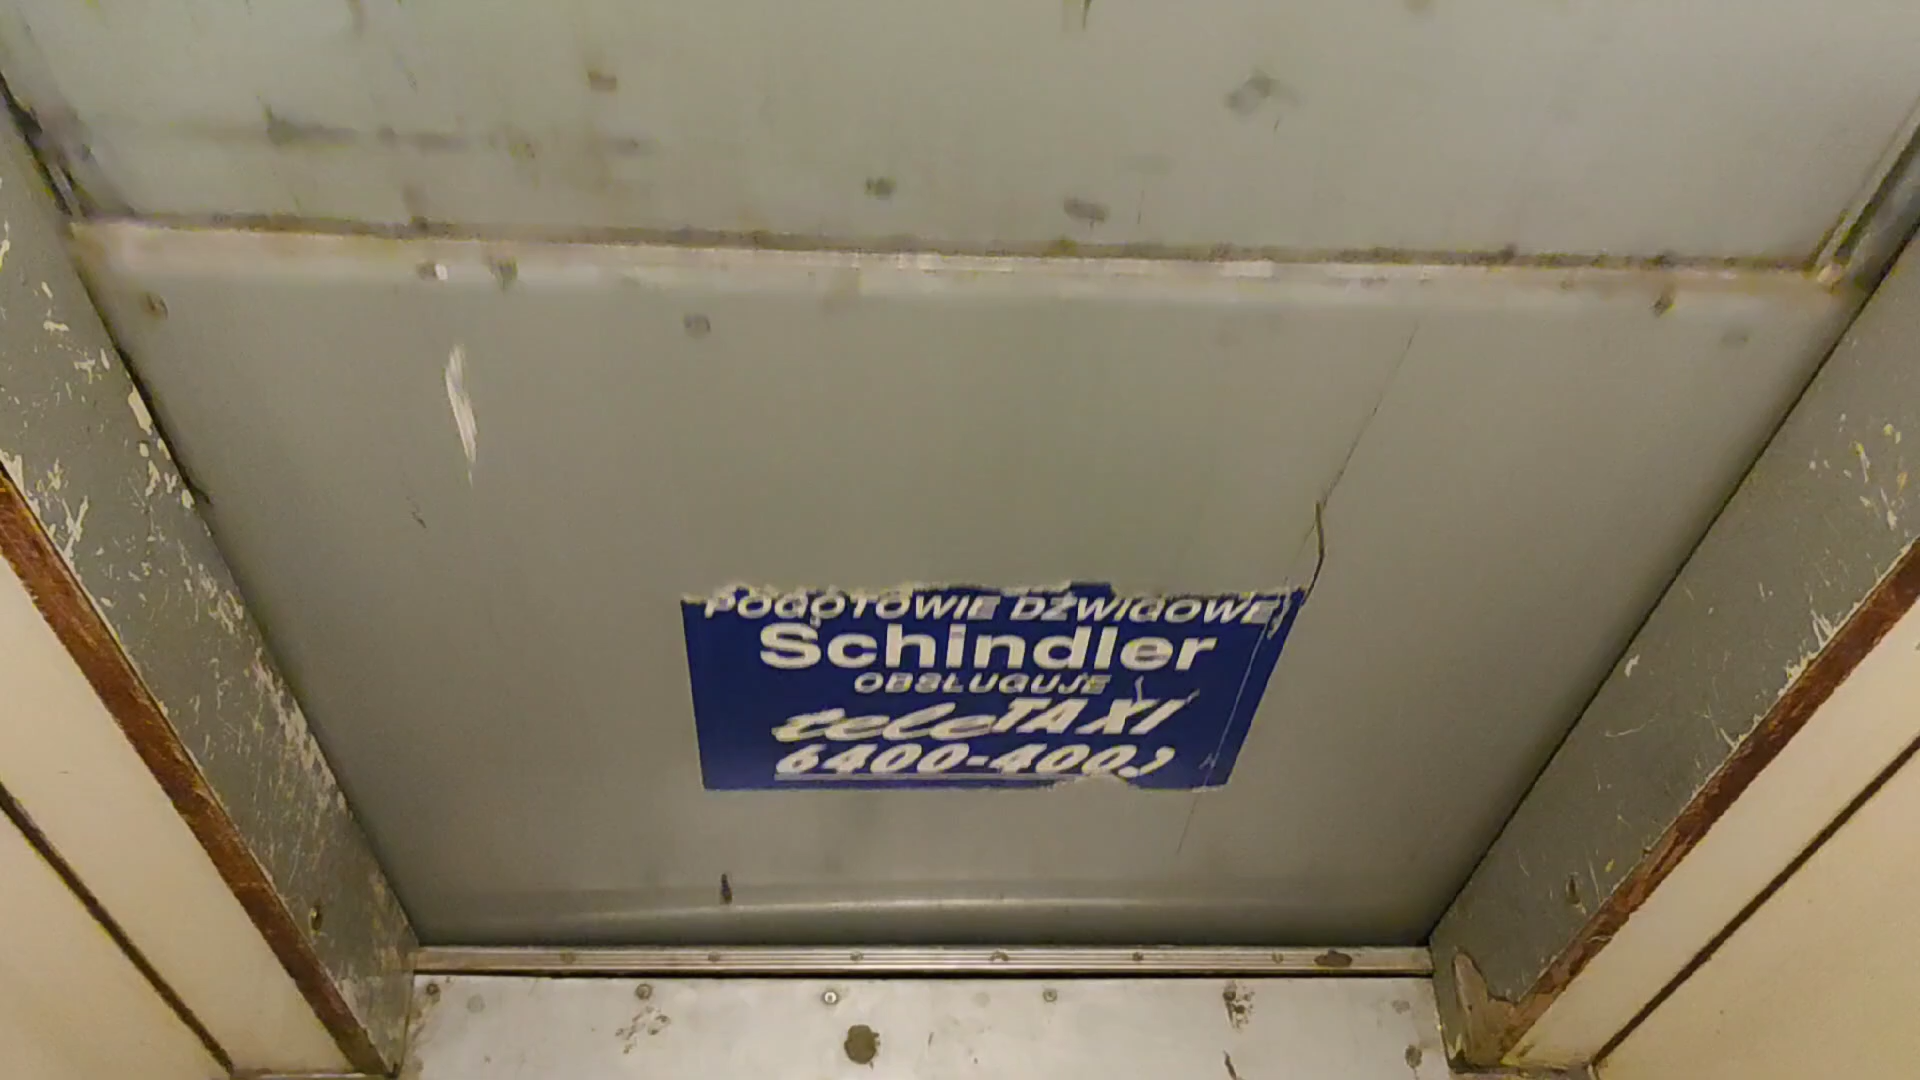 POGOTOWIE DŹWIGOWE
Schindler
OBSŁUGUJE
teleTAXI
6400-400